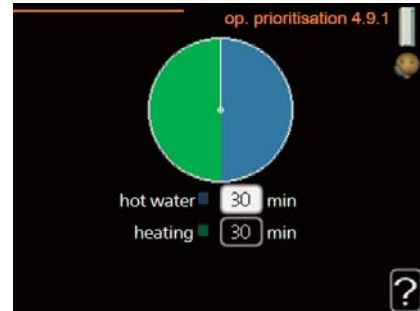 op. prioritisation 4.9.1
hot water 30 min
heating 30 min
?